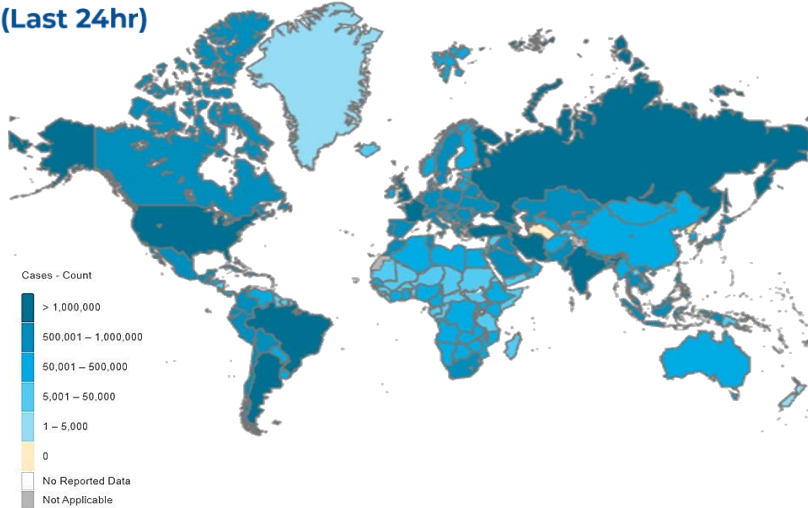 (Last 24hr)
Cases - Count
> 1,000,000
500,001 – 1,000,000
50,001 – 500,000
5,001 – 50,000
1 – 5,000
0
No Reported Data
Not Applicable